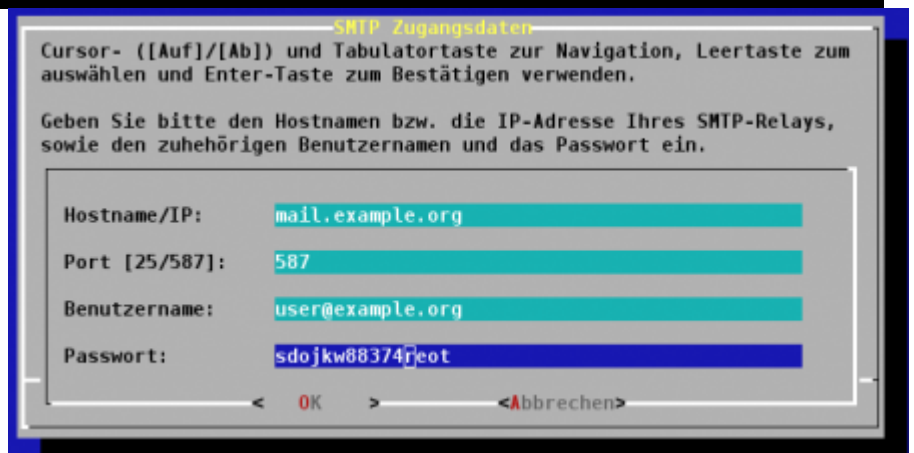 SMTP Zugangsdaten
Cursor- ([Auf]/[Ab]) und Tabulatortaste zur Navigation, Leertaste zum
auswählen und Enter-Taste zum Bestätigen verwenden.
Geben Sie bitte den Hostnamen bzw. die IP-Adresse Ihres SMTP-Relays,
sowie den zuhehörigen Benutzernamen und das Passwort ein.
Hostname/IP: mail.example.org
Port [25/587]: 587
Benutzername: user@example.org
Passwort: sdojkw88374reot
< OK > <Abbrechen>